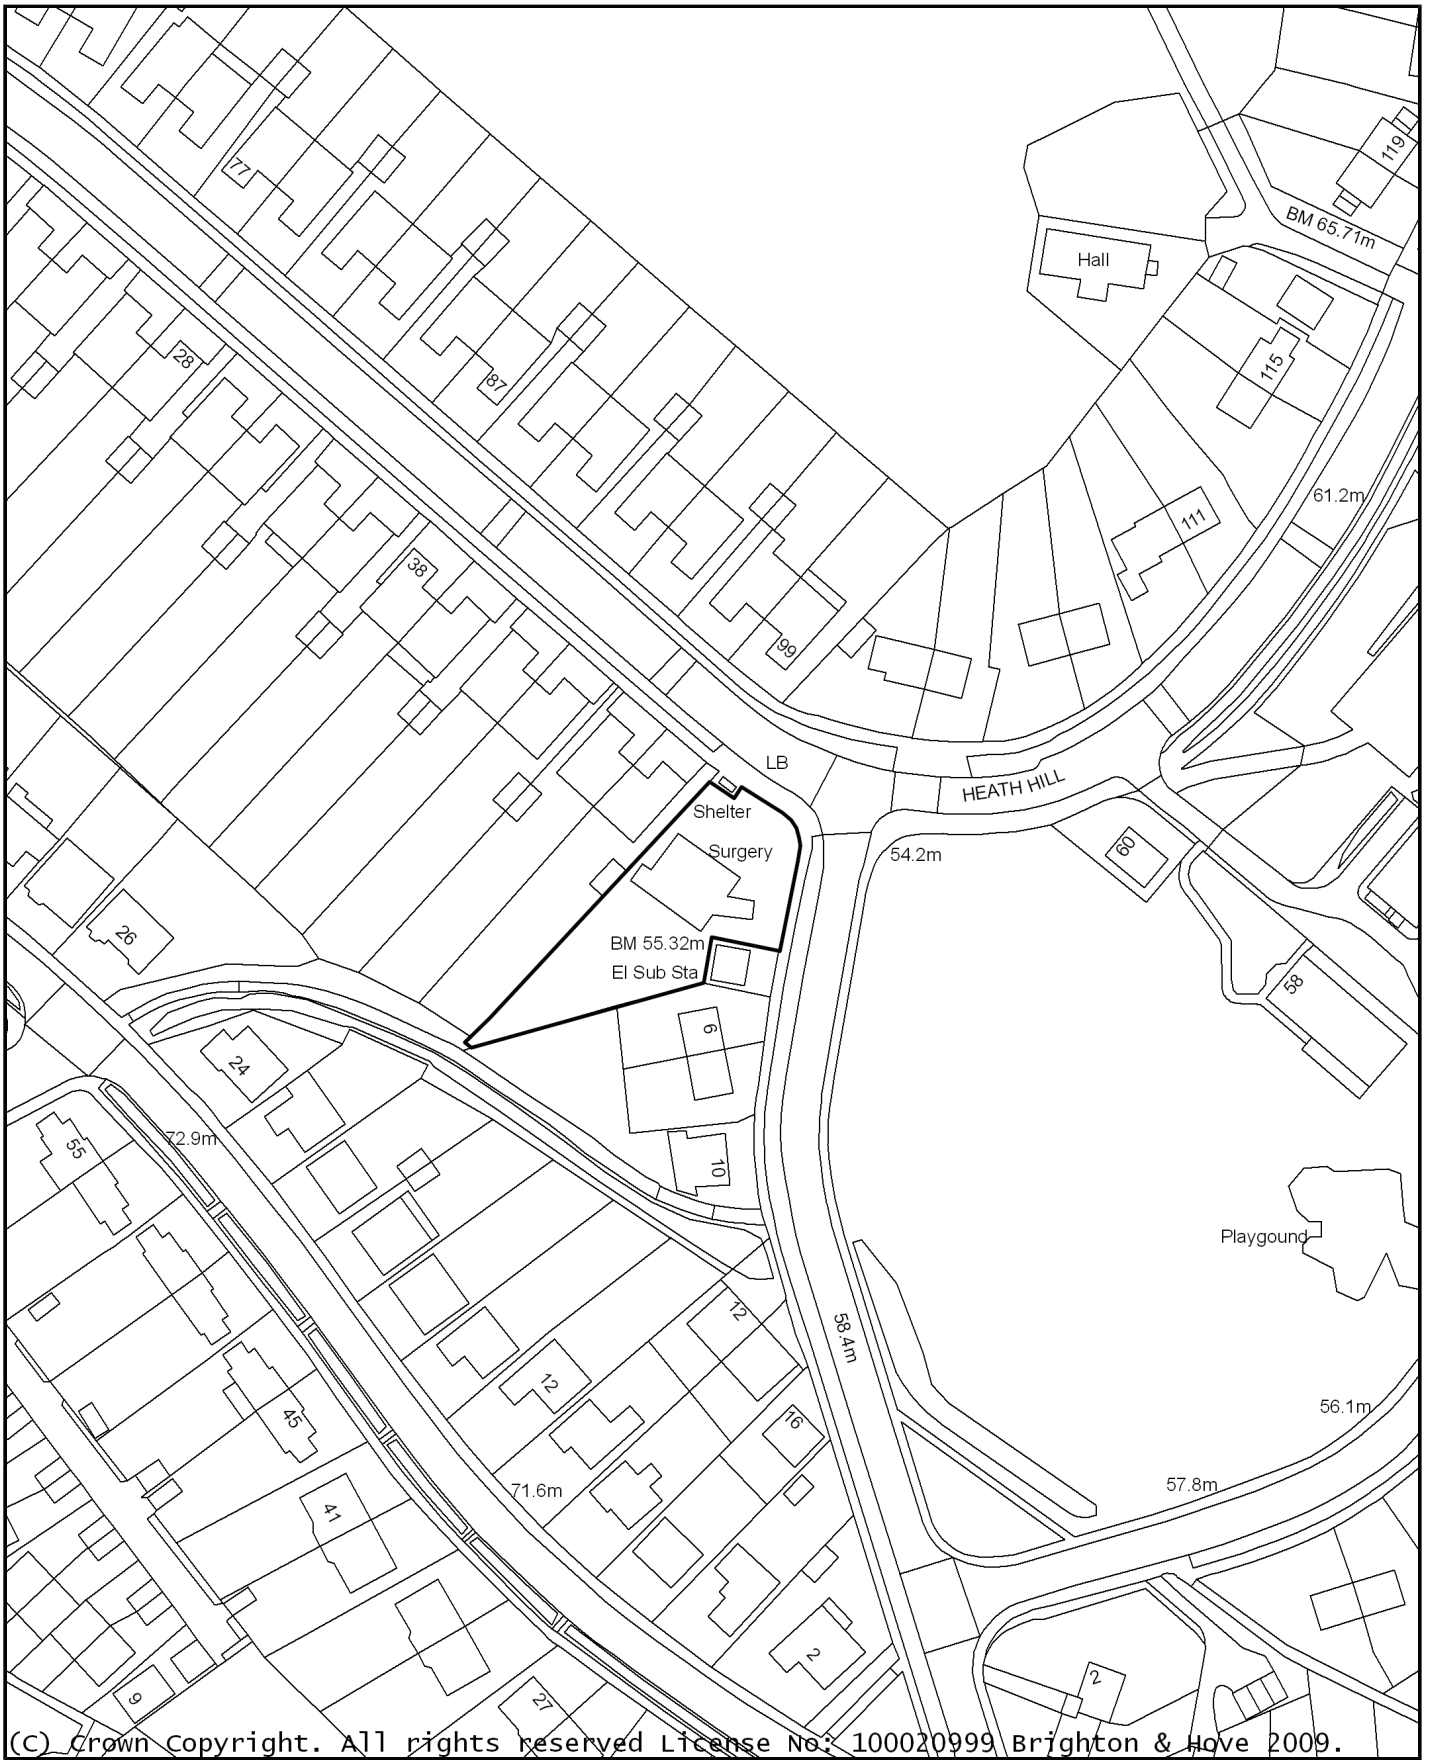 119
77
BM 65.71m
Hall
28
115
87
61.2m
111
38
99
LB
HEATH HILL
Shelter
Surgery
54.2m
60
26
BM 55.32m
El Sub Sta
58
6
24
72.9m
55
10
Playgound
12
58.4m
12
45
16
56.1m
71.6m
57.8m
41
2
2
9
27
(c) Crown Copyright. All rights reserved License No: 100020999 Brighton & Hove 2009.